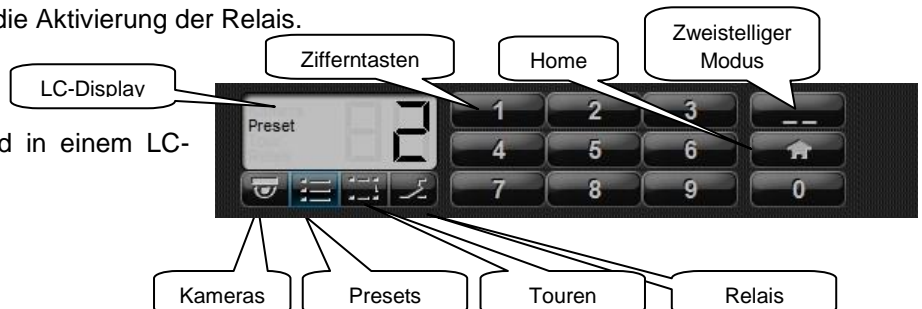 die Aktivierung der Relais.
Zweistelliger
Modus
Zifferntasten
Home
LC-Display
d in einem LC-
Preset
2
1 2 3 _ _
4 5 6
7 8 9 0
Kameras
Presets
Touren
Relais